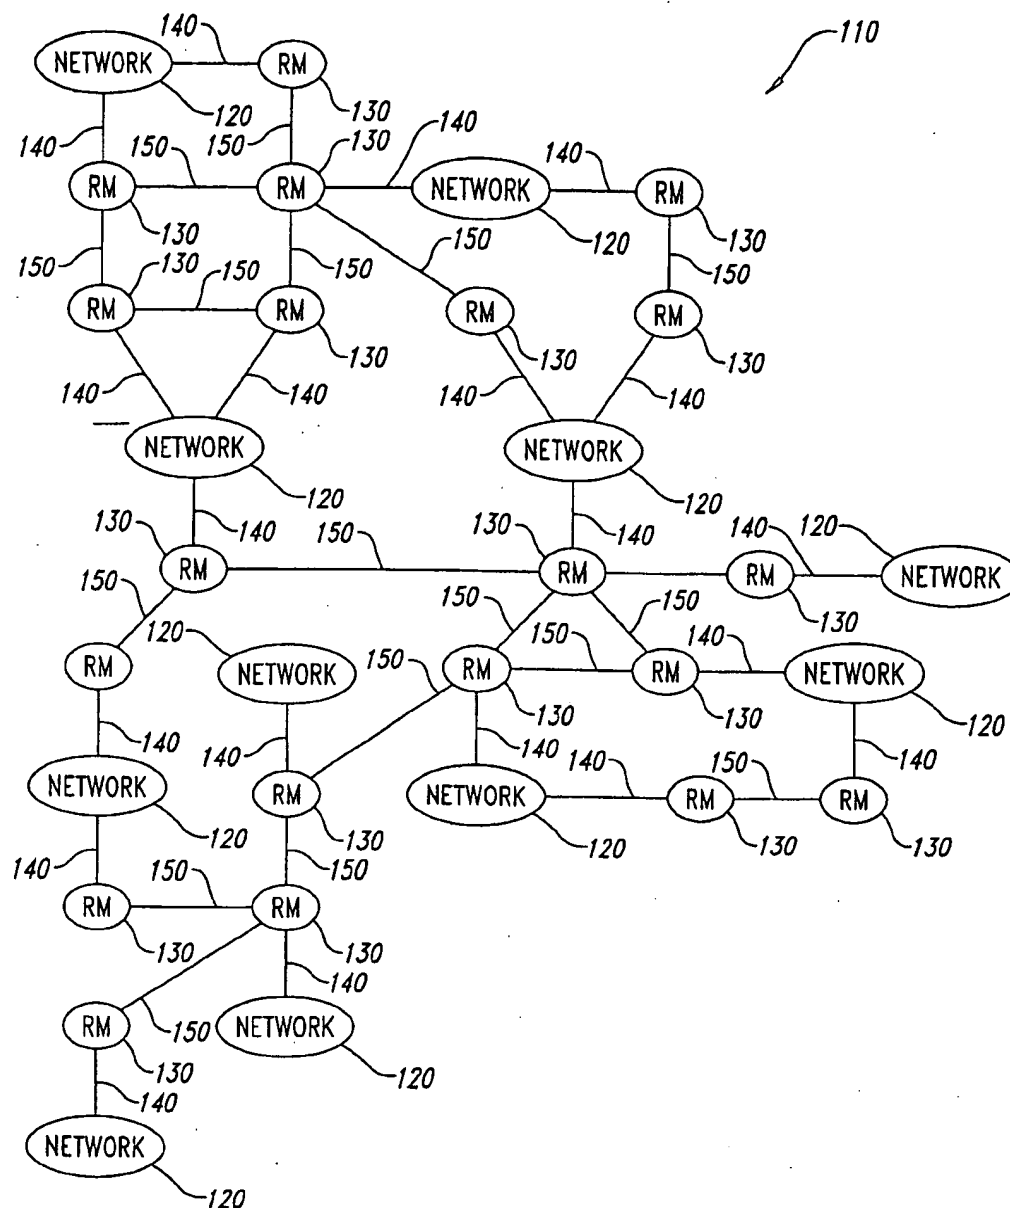 140 110
NETWORK RM
120 130
140 150 150 130 140 140
RM RM NETWORK RM
130 150 120 130
150 130 150 150 150
RM RM RM RM
130 130 130
140 140 140 140
NETWORK NETWORK
120 120
130 140 150 130 140 140 120
RM RM RM NETWORK
150 150 150 130
120 150 140
RM NETWORK 150 RM RM NETWORK
130 130 120
140 140 140 140 150 140
NETWORK RM NETWORK RM RM
120 130 120 130 130
140 150 150
RM RM
130 130
140
RM 150 NETWORK
130
140 120
NETWORK
120